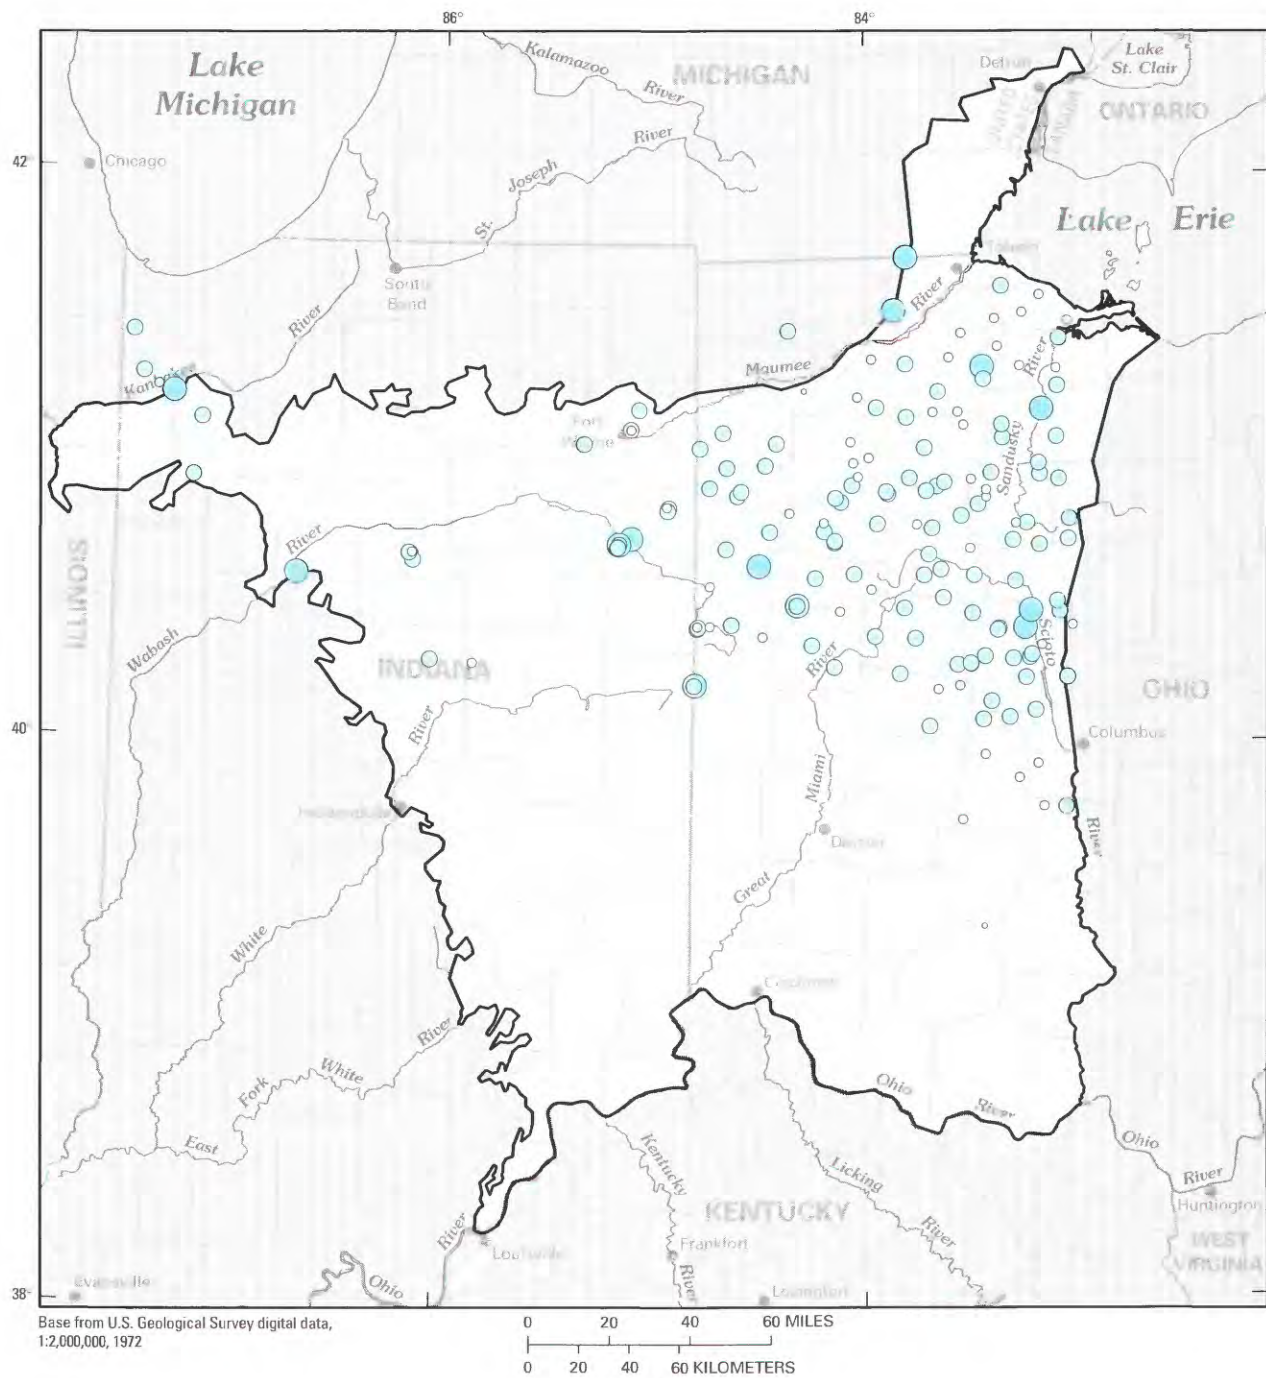 86°
84°
Lake
Michigan
Kalamazoo
River
MICHIGAN
Detroit
Lake
St. Clair
ONTARIO
42°
Chicago
River
Joseph
St.
Lake Erie
South
Bend
River
River
River
Kankakee
Maumee
Fort
Wayne
Sandusky
River
ILLINOIS
Wabash
INDIANA
River
River
Scioto
OHIO
40°
Columbus
Miami
River
Great
White
Cincinnati
River
White
Fork
East
Ohio
River
Ohio
River
Huntington
Kentucky
Licking
River
KENTUCKY
WEST
VIRGINIA
River
Louisville
Frankfort
River
Ohio
Evansville
Lexington
38°
Base from U.S. Geological Survey digital data,
1:2,000,000, 1972
0 20 40 60 MILES
0 20 40 60 KILOMETERS